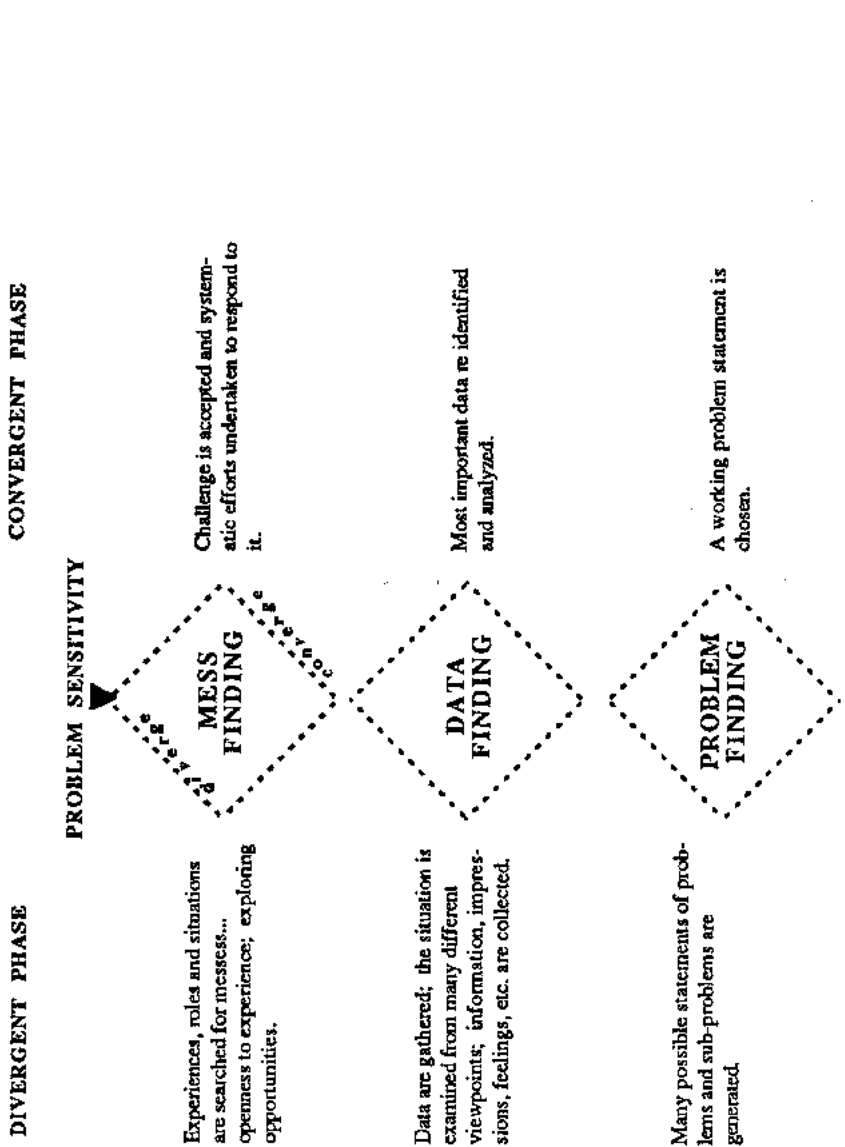 DIVERGENT PHASE
CONVERGENT PHASE
PROBLEM SENSITIVITY
Experiences, roles and situations
are searched for messess...
openness to experience; exploring
opportunities.
diverge
MESS
FINDING
converge
Challenge is accepted and system-
atic efforts undertaken to respond to
it.
Data are gathered; the situation is
examined from many different
viewpoints; information, impres-
sions, feelings, etc. are collected.
DATA
FINDING
Most important data re identified
and analyzed.
Many possible statements of prob-
lems and sub-problems are
generated.
PROBLEM
FINDING
A working problem statement is
chosen.